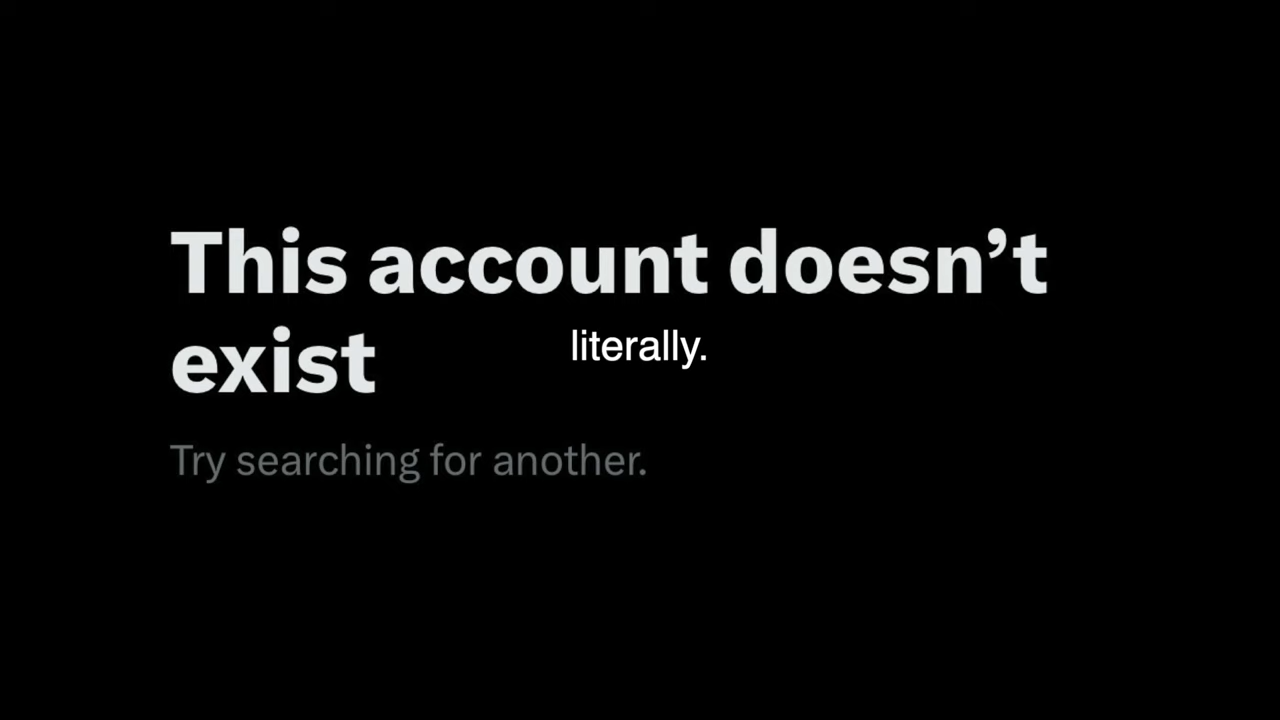 This account doesn’t
exist
literally.
Try searching for another.